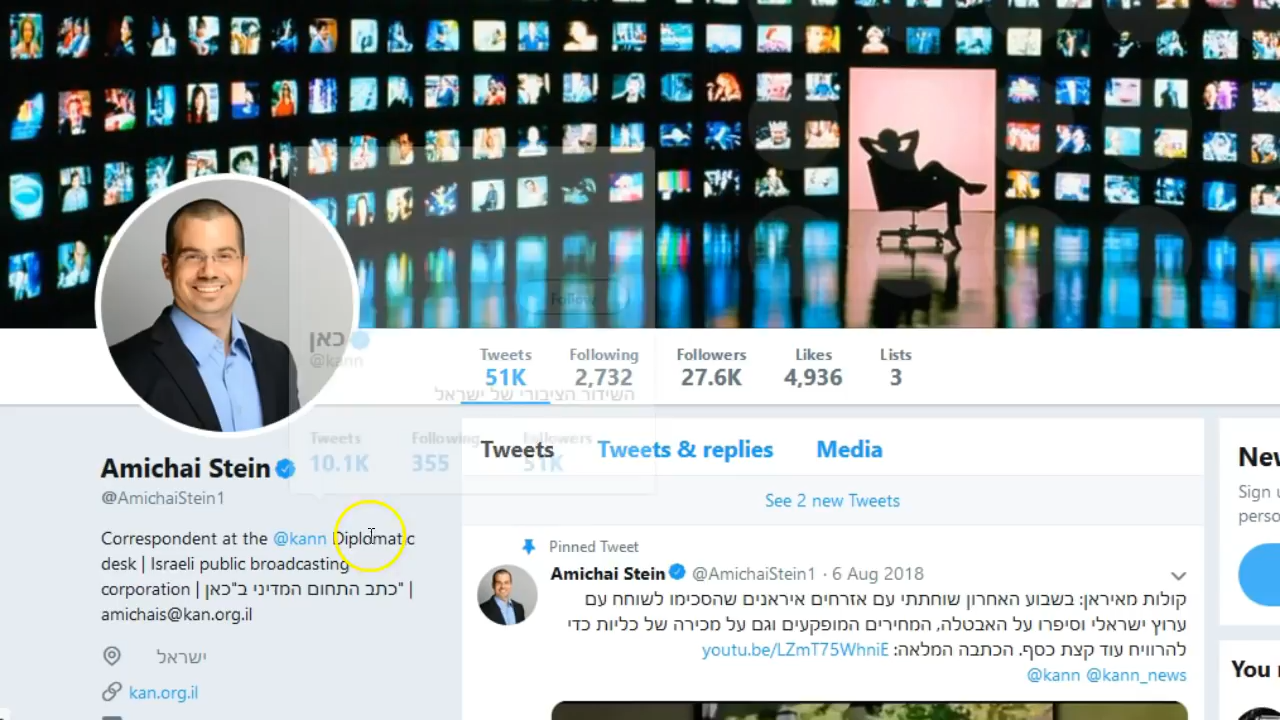 Follow
כאן
@kann
השידור הציבורי של ישראל
Tweets Following Followers
10.1K 355 51K
Tweets Following Followers Likes Lists
51K 2,732 27.6K 4,936 3
Amichai Stein
@AmichaiStein1
Correspondent at the @kann Diplomatic
desk | Israeli public broadcasting
corporation | כתב התחום המדיני ב"כאן" |
amichais@kan.org.il
ישראל
kan.org.il
Tweets Tweets & replies Media
See 2 new Tweets
Pinned Tweet
Amichai Stein @AmichaiStein1 · 6 Aug 2018
קולות מאיראן: בשבוע האחרון שוחחתי עם אזרחים איראנים שהסכימו לשוחח עם
ערוץ ישראלי וסיפרו על האבטלה, המחירים המופקעים וגם על מכירה של כליות כדי
להרוויח עוד קצת כסף. הכתבה המלאה: youtu.be/LZmT75WhniE
@kann @kann_news
Sign
You